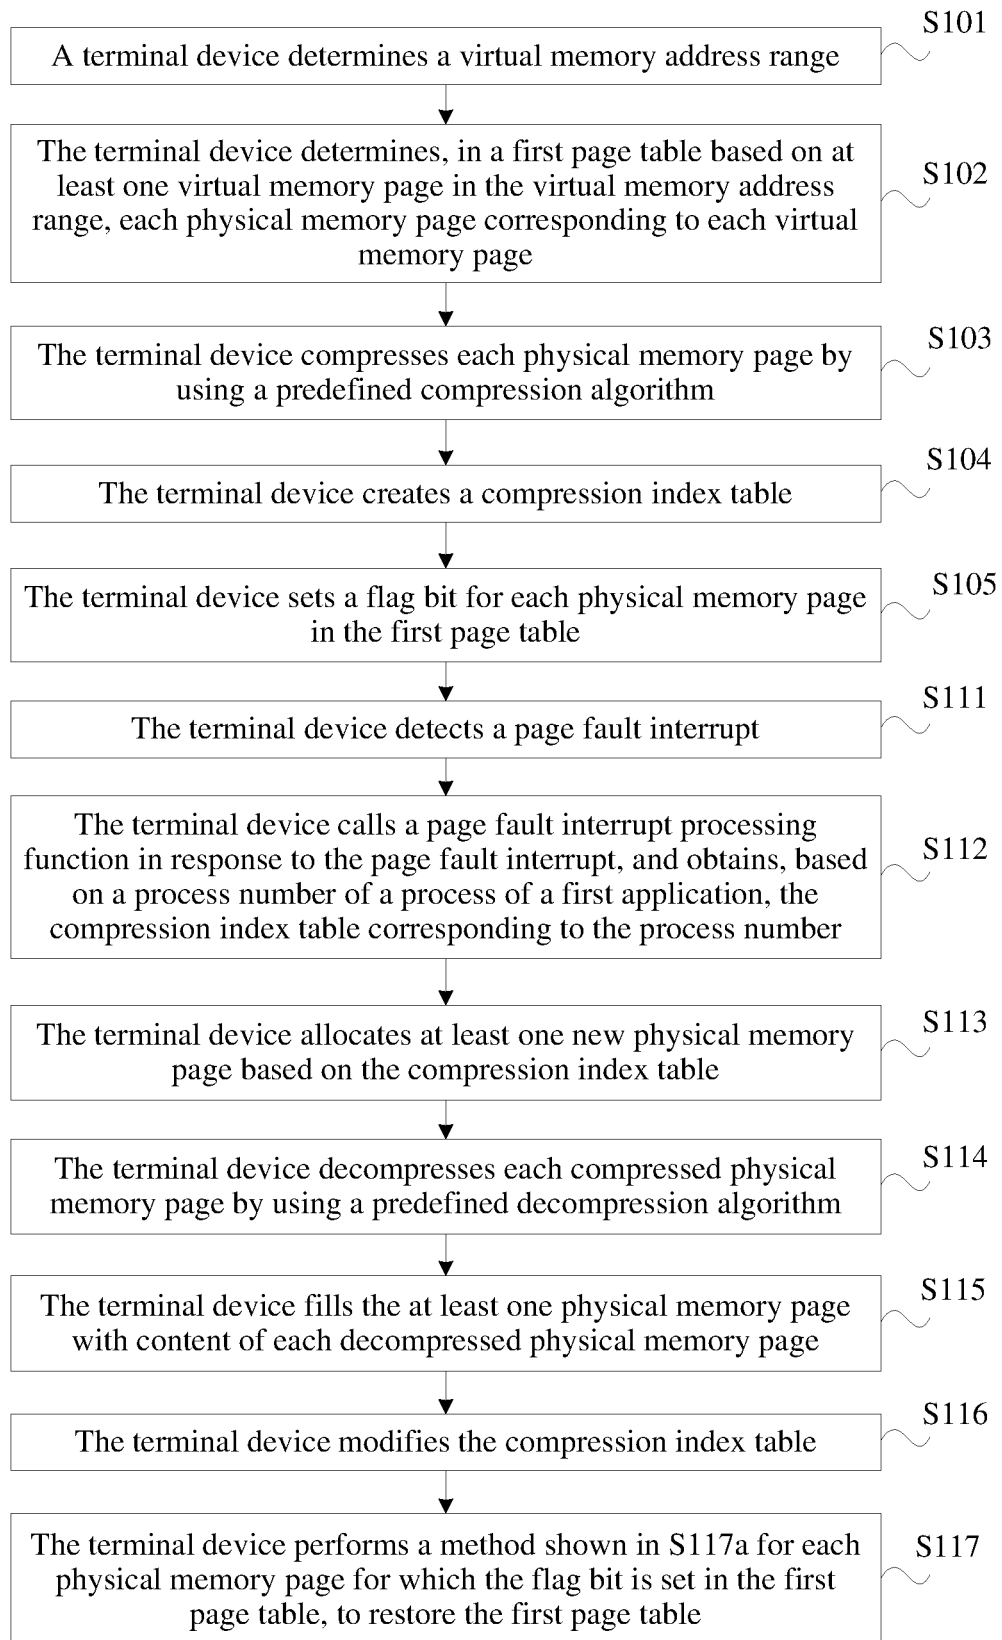 S101
A terminal device determines a virtual memory address range
The terminal device determines, in a first page table based on at
least one virtual memory page in the virtual memory address
range, each physical memory page corresponding to each virtual
memory page
S102
The terminal device compresses each physical memory page by
using a predefined compression algorithm
S103
The terminal device creates a compression index table
S104
The terminal device sets a flag bit for each physical memory page
in the first page table
S105
The terminal device detects a page fault interrupt
S111
The terminal device calls a page fault interrupt processing
function in response to the page fault interrupt, and obtains, based
on a process number of a process of a first application, the
compression index table corresponding to the process number
S112
The terminal device allocates at least one new physical memory
page based on the compression index table
S113
The terminal device decompresses each compressed physical
memory page by using a predefined decompression algorithm
S114
The terminal device fills the at least one physical memory page
with content of each decompressed physical memory page
S115
The terminal device modifies the compression index table
S116
The terminal device performs a method shown in S117a for each
physical memory page for which the flag bit is set in the first
page table, to restore the first page table
S117